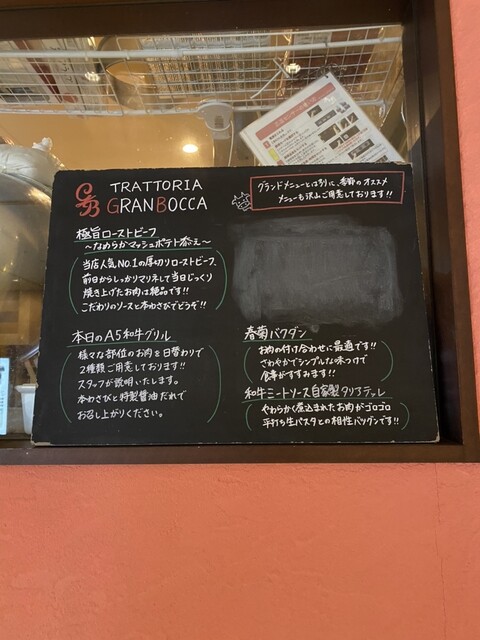 TRATTORIA
GRANBOCCA
グランドメニューとは別に、季節のオススメ
メニューも沢山ご用意しております!!
極旨ローストビーフ
〜なめらかマッシュポテト添え〜
当店人気NO.1の厚切りローストビーフ。
前日からしっかりマリネして当日じっくり
焼き上げたお肉は絶品です!!
こだわりのソースと本わさびでどうぞ!!
本日のA5和牛グリル
様々な部位のお肉を日替わりで
2種類ご用意しております!!
スタッフが説明いたします。
本わさびと特製醤油だれで
お召し上がりください。
春菊バクダン
お肉の付け合わせに最適です!!
さわやかでシンプルな味つけで
食事がすすみます!!
和牛ミートソース自家製タリアテッレ
やわらかく煮込まれたお肉がゴロゴロ
平打ち生パスタとの相性バツグンです!!